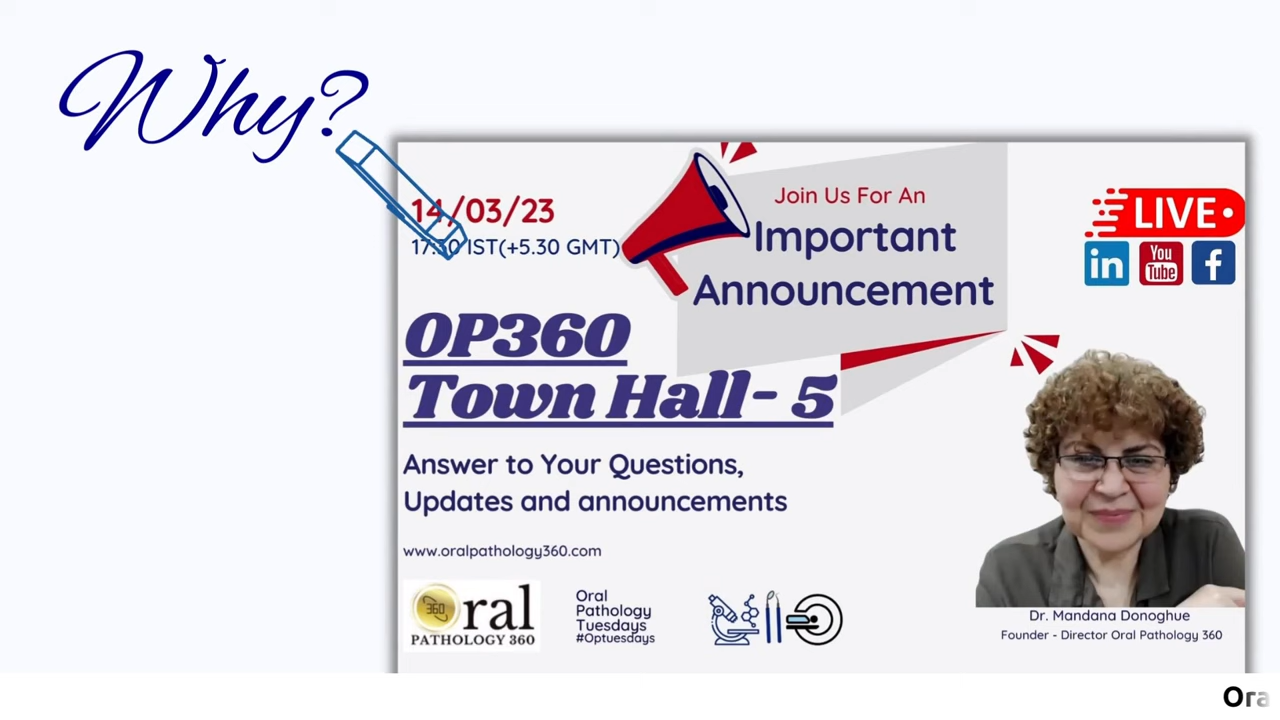 Why?
14/03/23
17:30 IST(+5.30 GMT)
Join Us For An
Important
Announcement
LIVE
in
You
Tube
f
OP360
Town Hall- 5
Answer to Your Questions,
Updates and announcements
www.oralpathology360.com
360
Oral
PATHOLOGY 360
Oral
Pathology
Tuesdays
#Optuesdays
Dr. Mandana Donoghue
Founder - Director Oral Pathology 360
Ora